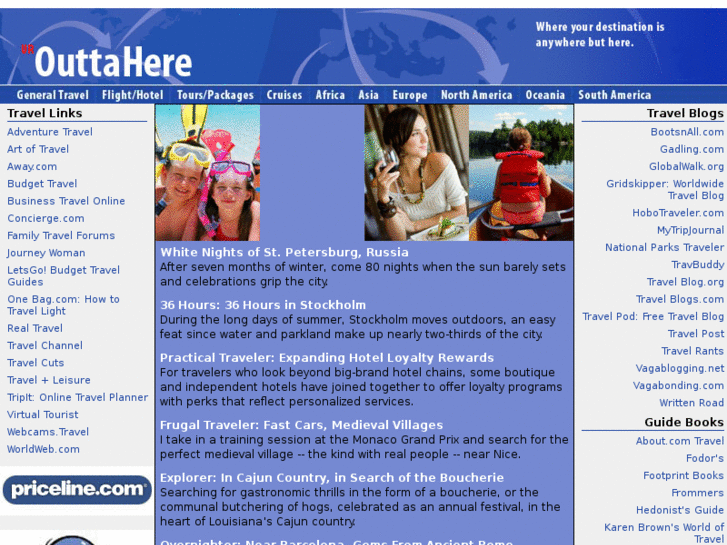 OuttaHere
Where your destination is
anywhere but here.
General Travel
Flight/Hotel
Tours/Packages
Cruises
Africa
Asia
Europe
North America
Oceania
South America
Travel Links
Adventure Travel
Art of Travel
Away.com
Budget Travel
Business Travel Online
Concierge.com
Family Travel Forums
Journey Woman
LetsGo! Budget Travel
Guides
One Bag.com: How to
Travel Light
Real Travel
Travel Channel
Travel Cuts
Travel + Leisure
TripIt: Online Travel Planner
Virtual Tourist
Webcams.Travel
WorldWeb.com
priceline.com
White Nights of St. Petersburg, Russia
After seven months of winter, come 80 nights when the sun barely sets
and celebrations grip the city.
36 Hours: 36 Hours in Stockholm
During the long days of summer, Stockholm moves outdoors, an easy
feat since water and parkland make up nearly two-thirds of the city.
Practical Traveler: Expanding Hotel Loyalty Rewards
For travelers who look beyond big-brand hotel chains, some boutique
and independent hotels have joined together to offer loyalty programs
with perks that reflect personalized services.
Frugal Traveler: Fast Cars, Medieval Villages
I take in a training session at the Monaco Grand Prix and search for the
perfect medieval village -- the kind with real people -- near Nice.
Explorer: In Cajun Country, in Search of the Boucherie
Searching for gastronomic thrills in the form of a boucherie, or the
communal butchering of hogs, celebrated as an annual festival, in the
heart of Louisiana's Cajun country.
Overnighter: Near Barcelona, Gems From Ancient Rome
Travel Blogs
BootsnAll.com
Gadling.com
GlobalWalk.org
Gridskipper: Worldwide
Travel Blog
HoboTraveler.com
MyTripJournal
National Parks Traveler
TravBuddy
Travel Blog.org
Travel Blogs.com
Travel Pod: Free Travel Blog
Travel Post
Travel Rants
Vagablogging.net
Vagabonding.com
Written Road
Guide Books
About.com Travel
Fodor's
Footprint Books
Frommers
Hedonist's Guide
Karen Brown's World of
Travel